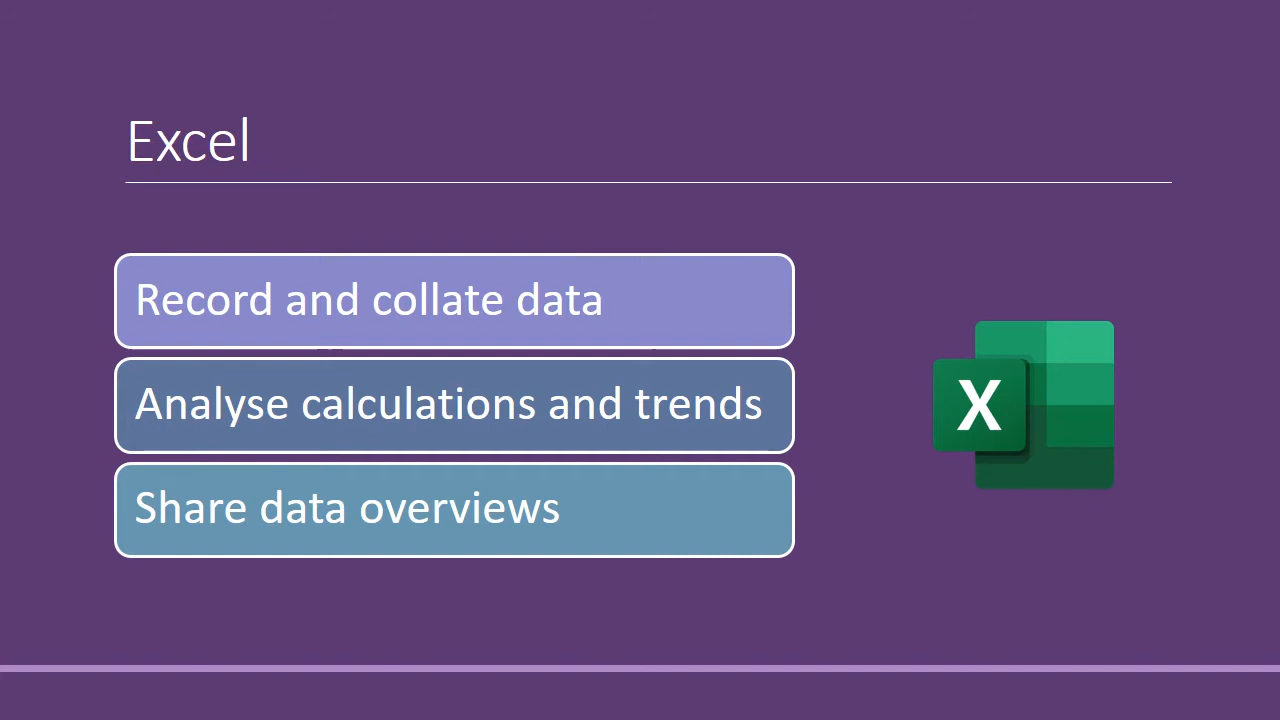 Excel
Record and collate data
Analyse calculations and trends
Share data overviews
X